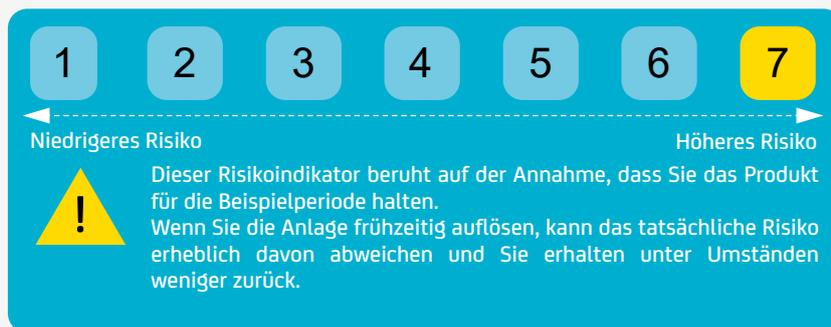 1 2 3 4 5 6 7
Niedrigeres Risiko Höheres Risiko
Dieser Risikoindikator beruht auf der Annahme, dass Sie das Produkt
für die Beispielperiode halten.
!
Wenn Sie die Anlage frühzeitig auflösen, kann das tatsächliche Risiko
erheblich davon abweichen und Sie erhalten unter Umständen
weniger zurück.